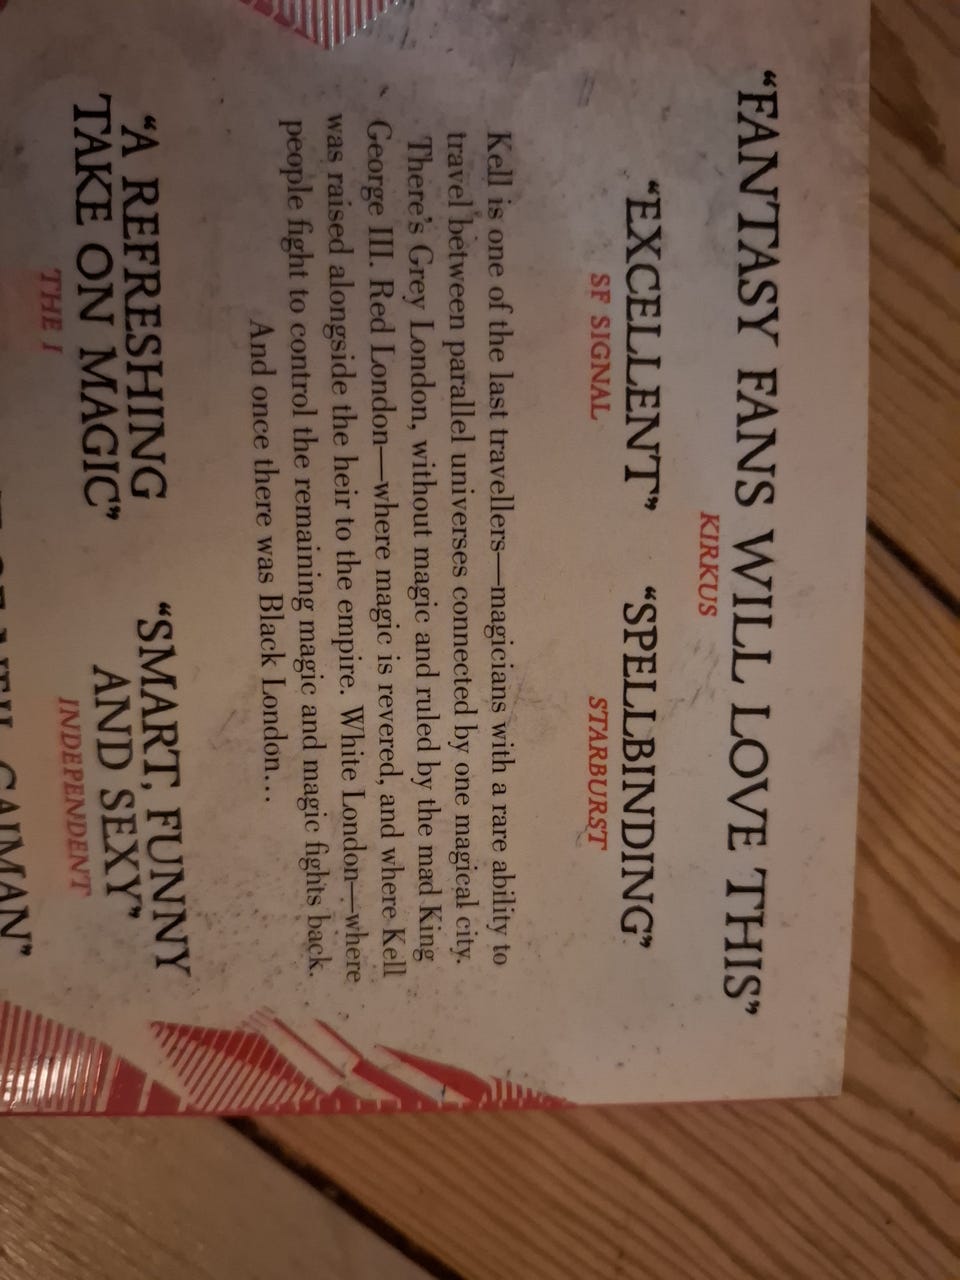 “FANTASY FANS WILL LOVE THIS”
KIRKUS
“EXCELLENT”
SF SIGNAL
“SPELLBINDING”
STARBURST
Kell is one of the last travellers—magicians with a rare ability to
travel between parallel universes connected by one magical city.
There’s Grey London, without magic and ruled by the mad King
George III. Red London—where magic is revered, and where Kell
was raised alongside the heir to the empire. White London—where
people fight to control the remaining magic and magic fights back.
And once there was Black London...
“A REFRESHING
TAKE ON MAGIC”
THE I
“SMART, FUNNY
AND SEXY”
INDEPENDENT
GAIMAN”